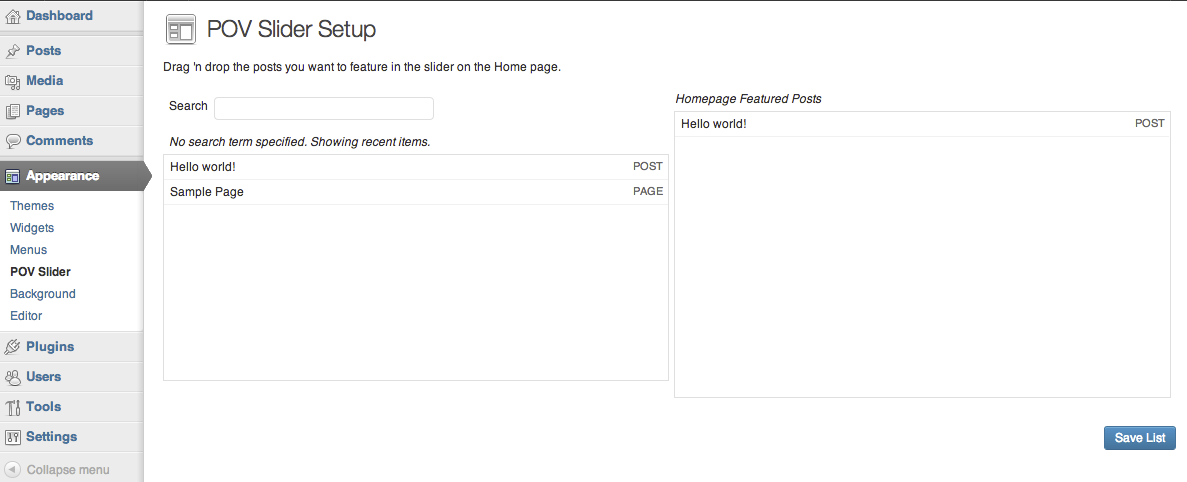 Dashboard
Posts
Media
Pages
Comments
Appearance
Themes
Widgets
Menus
POV Slider
Background
Editor
Plugins
Users
Tools
Settings
Collapse menu
POV Slider Setup
Drag 'n drop the posts you want to feature in the slider on the Home page.
Search
No search term specified. Showing recent items.
Hello world! POST
Sample Page PAGE
Homepage Featured Posts
Hello world! POST
Save List